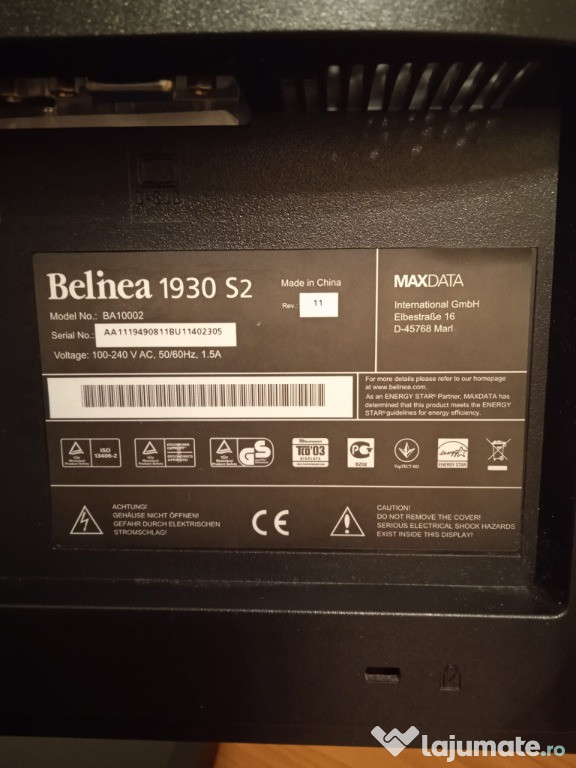 D-SUB
Belinea 1930 S2
Made in China
Rev.: 11
Model No.: BA10002
Serial No.: AA1119490811BU11402305
Voltage: 100-240 V AC, 50/60Hz, 1.5A
MAXDATA
International GmbH
Elbestraße 16
D-45768 Marl
For more details please refer to our homepage
at www.belinea.com.
As an ENERGY STAR® Partner, MAXDATA has
determined that this product meets the ENERGY
STAR® guidelines for energy efficiency.
ISO
13406-2
TÜV
GS
TCO'03
DISPLAYS
PG
ENERGY STAR
ACHTUNG!
GEHÄUSE NICHT ÖFFNEN!
GEFAHR DURCH ELEKTRISCHEN
STROMSCHLAG!
CE
CAUTION!
DO NOT REMOVE THE COVER!
SERIOUS ELECTRICAL SHOCK HAZARDS
EXIST INSIDE THIS DISPLAY!
Lajumate.ro